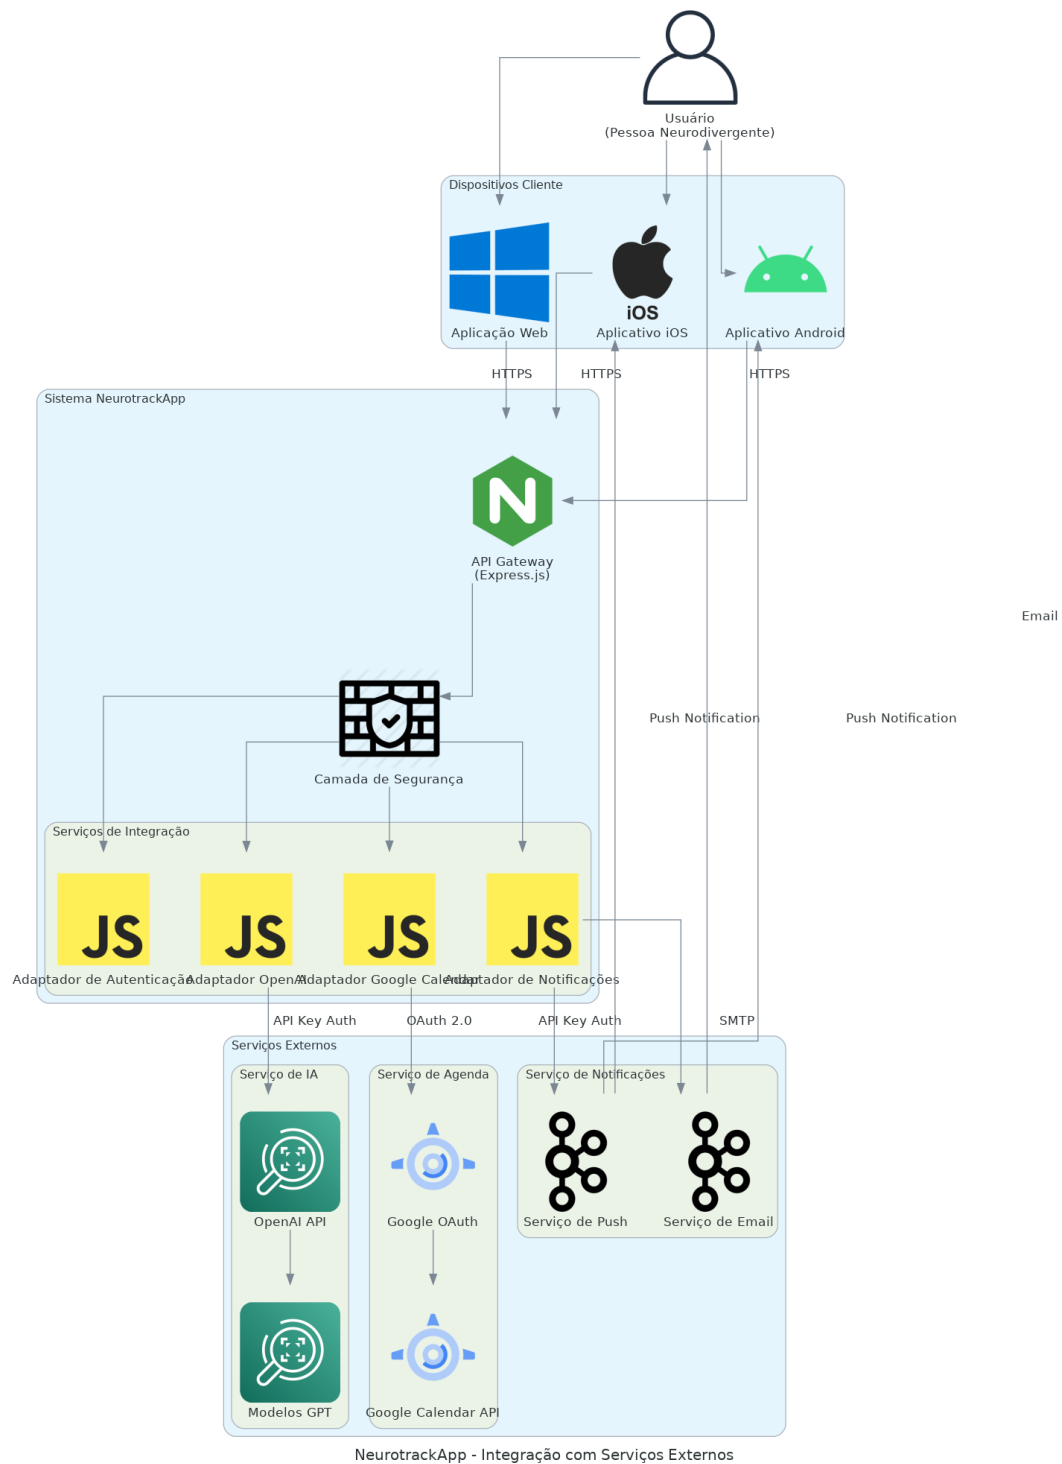 Usuário
(Pessoa Neurodivergente)
Dispositivos Cliente
iOS
Aplicação Web
Aplicativo iOS
Aplicativo Android
HTTPS
HTTPS
HTTPS
Sistema NeurotrackApp
N
API Gateway
(Express.js)
Email
Push Notification
Push Notification
Camada de Segurança
Serviços de Integração
JS
JS
JS
JS
Adaptador de Autenticação
Adaptador OpenAI
Adaptador Google Calendar
Adaptador de Notificações
API Key Auth
OAuth 2.0
API Key Auth
SMTP
Serviços Externos
Serviço de IA
Serviço de Agenda
Serviço de Notificações
OpenAI API
Google OAuth
Serviço de Push
Serviço de Email
Modelos GPT
Google Calendar API
NeurotrackApp - Integração com Serviços Externos